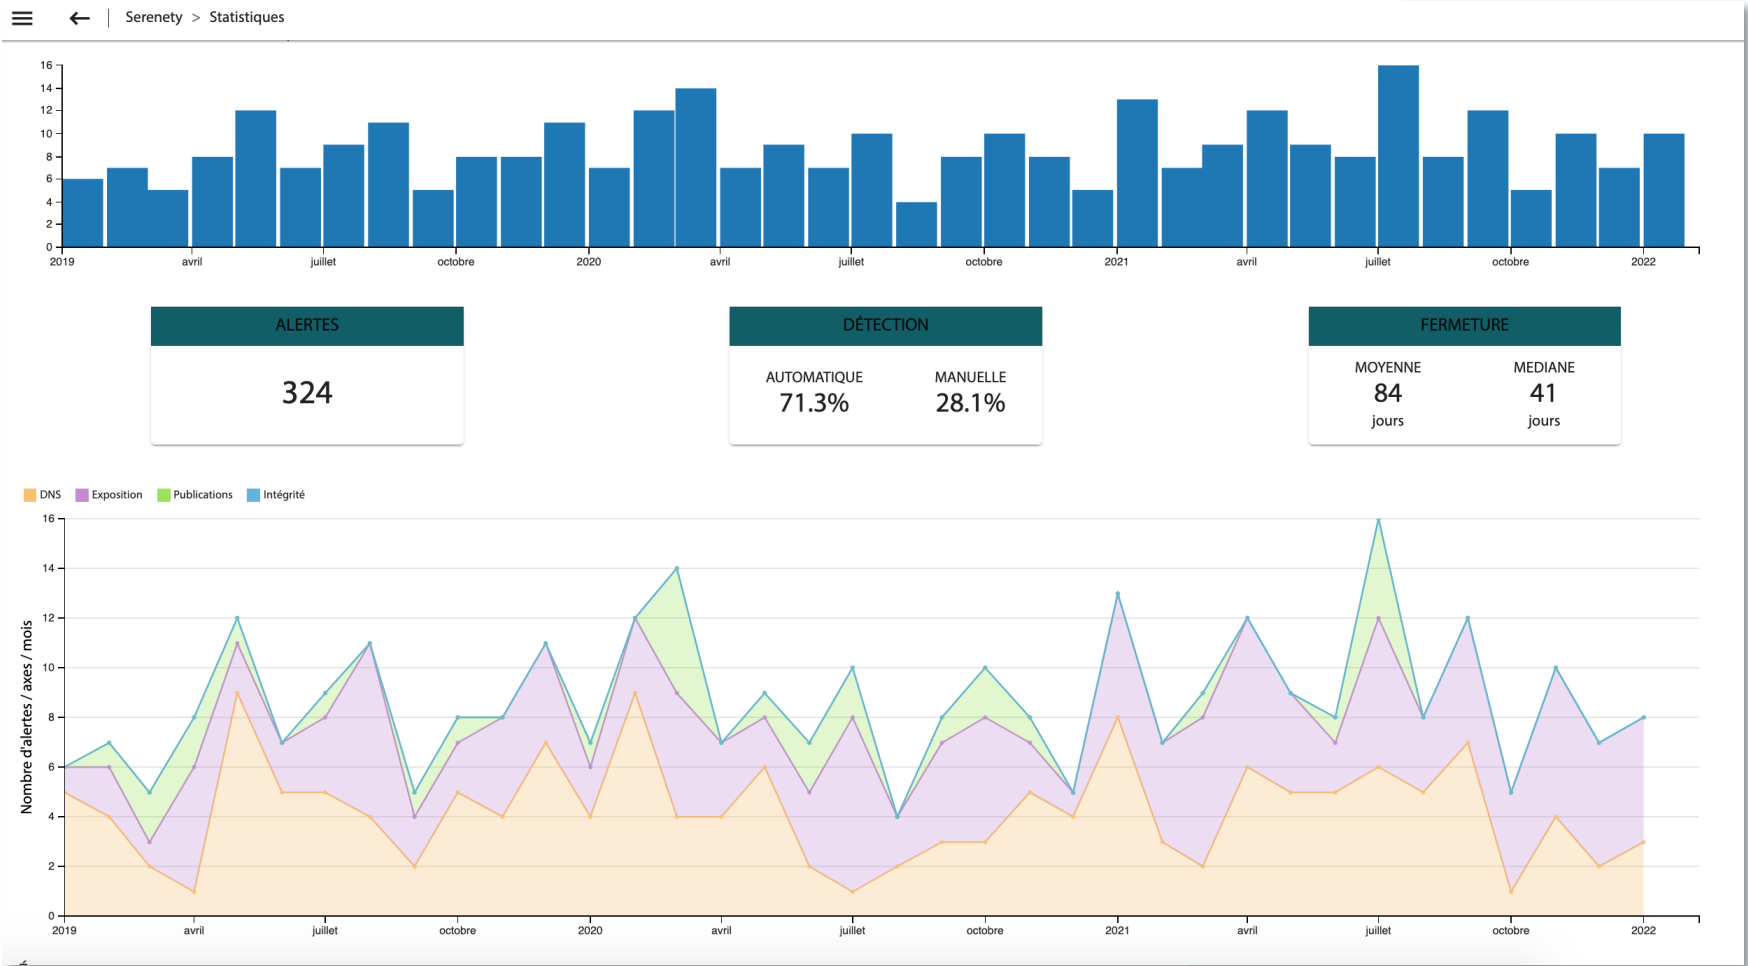 Serenety > Statistiques
16
14
12
10
8
6
4
2
0
2019 avril juillet octobre 2020 avril juillet octobre 2021 avril juillet octobre 2022
ALERTES
324
DÉTECTION
AUTOMATIQUE MANUELLE
71.3% 28.1%
FERMETURE
MOYENNE MEDIANE
84 41
jours jours
DNS Exposition Publications Intégrité
Nombre d'alertes / axes / mois
16
14
12
10
8
6
4
2
0
2019 avril juillet octobre 2020 avril juillet octobre 2021 avril juillet octobre 2022